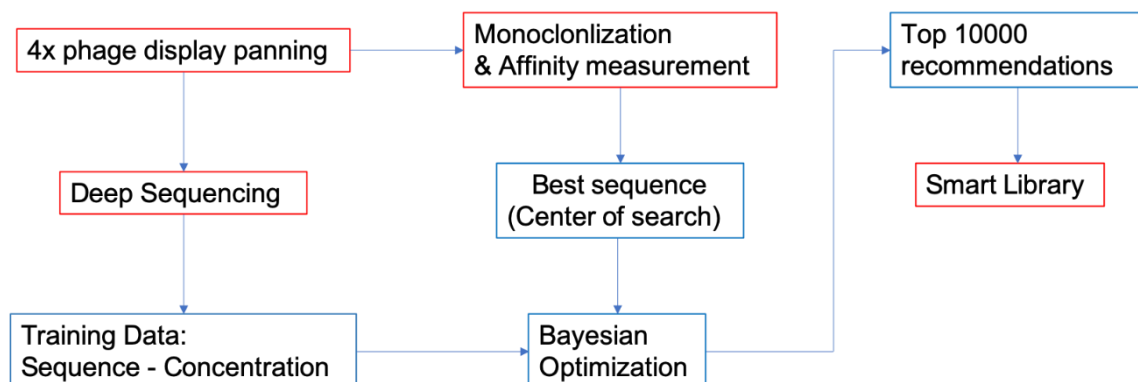 4x phage display panning
Monoclonlization
& Affinity measurement
Top 10000
recommendations
Deep Sequencing
Best sequence
(Center of search)
Smart Library
Training Data:
Sequence - Concentration
Bayesian
Optimization